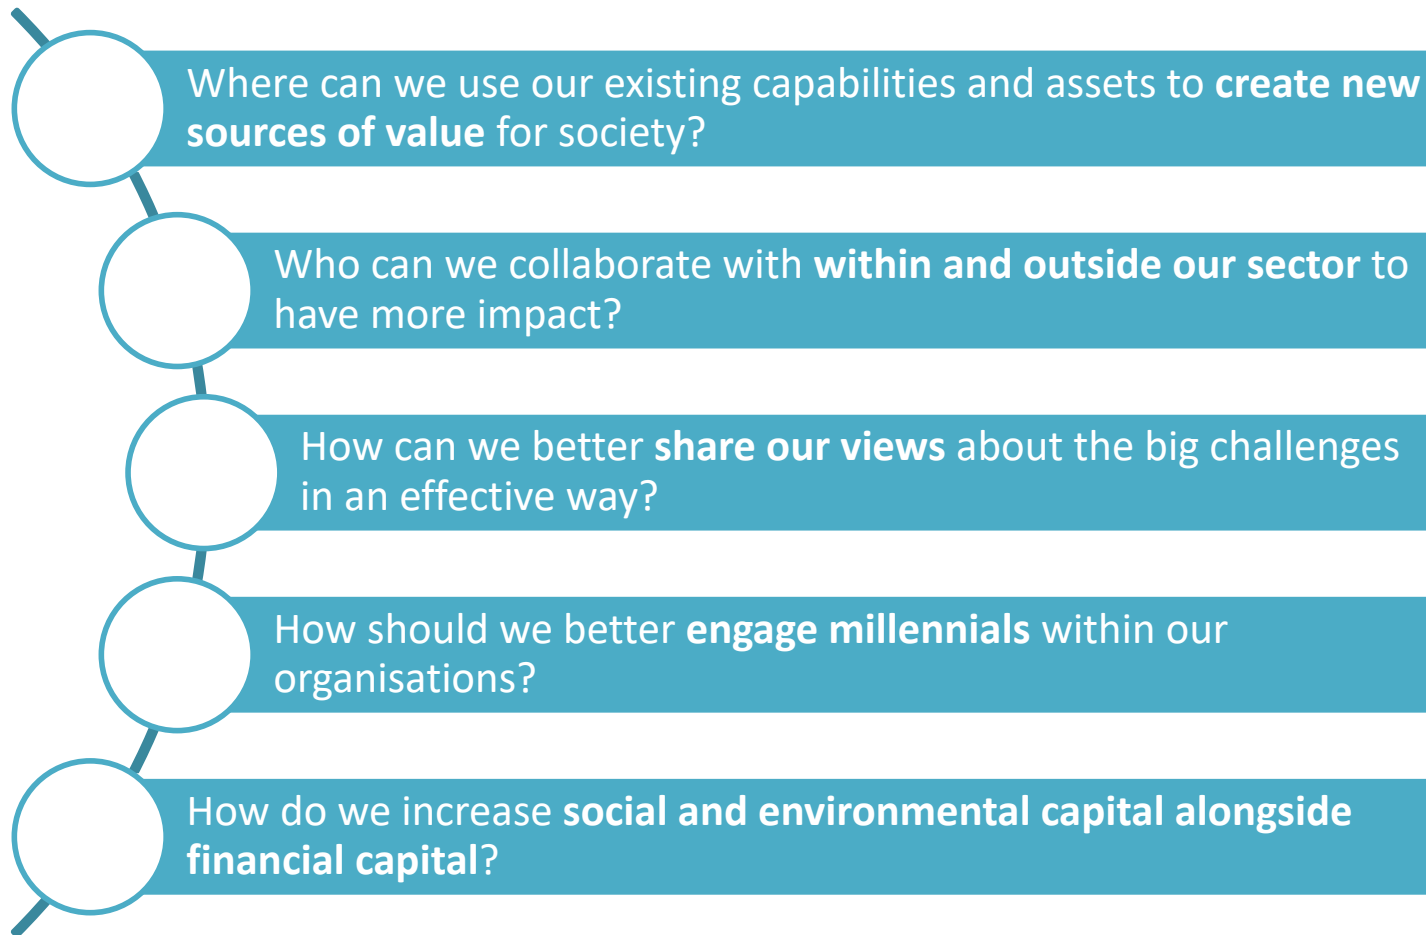 Where can we use our existing capabilities and assets to create new
sources of value for society?
Who can we collaborate with within and outside our sector to
have more impact?
How can we better share our views about the big challenges
in an effective way?
How should we better engage millennials within our
organisations?
How do we increase social and environmental capital alongside
financial capital?